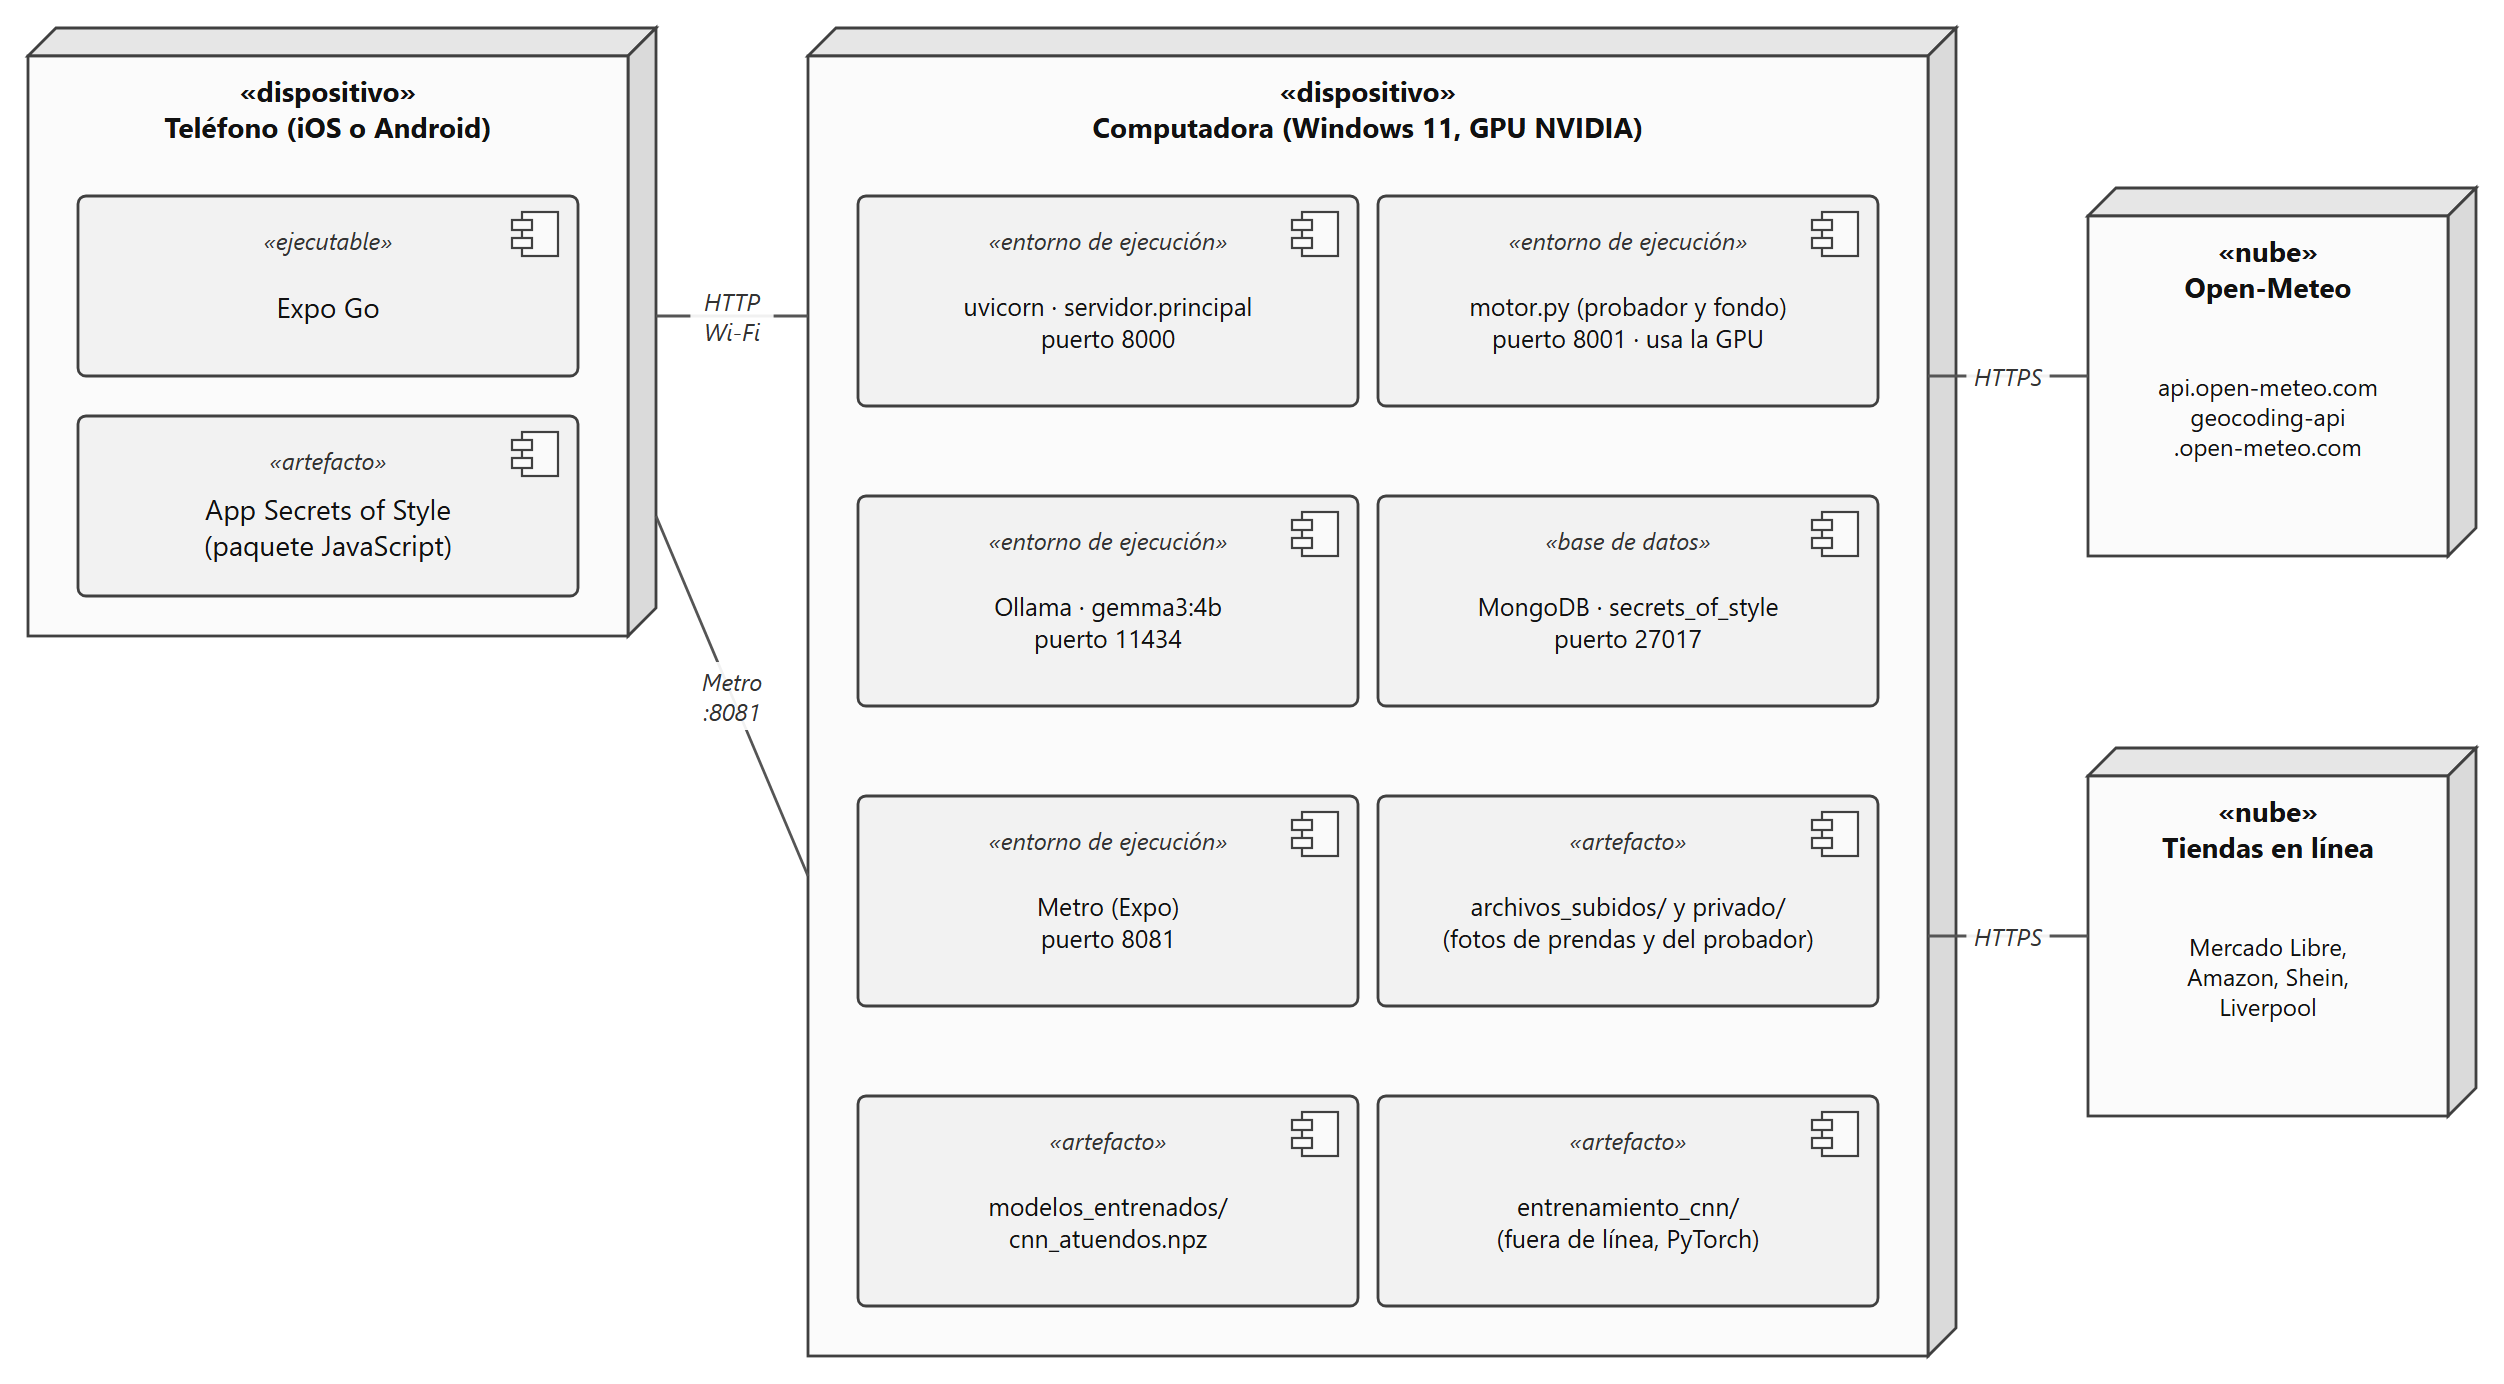 «dispositivo»
Teléfono (iOS o Android)
«ejecutable»
Expo Go
«artefacto»
App Secrets of Style
(paquete JavaScript)
HTTP
Wi-Fi
Metro
:8081
«dispositivo»
Computadora (Windows 11, GPU NVIDIA)
«entorno de ejecución»
uvicorn · servidor.principal
puerto 8000
«entorno de ejecución»
motor.py (probador y fondo)
puerto 8001 · usa la GPU
«entorno de ejecución»
Ollama · gemma3:4b
puerto 11434
«base de datos»
MongoDB · secrets_of_style
puerto 27017
«entorno de ejecución»
Metro (Expo)
puerto 8081
«artefacto»
archivos_subidos/ y privado/
(fotos de prendas y del probador)
«artefacto»
modelos_entrenados/
cnn_atuendos.npz
«artefacto»
entrenamiento_cnn/
(fuera de línea, PyTorch)
HTTPS
«nube»
Open-Meteo
api.open-meteo.com
geocoding-api
.open-meteo.com
HTTPS
«nube»
Tiendas en línea
Mercado Libre,
Amazon, Shein,
Liverpool